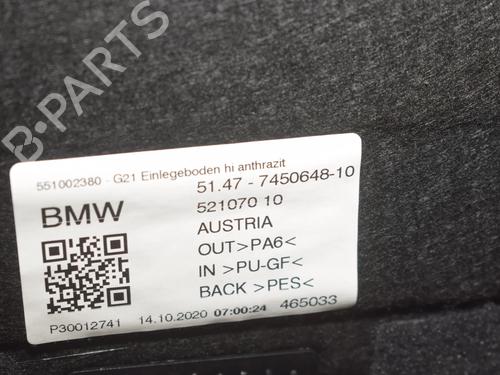 B-PARTS
551002380 - G21 Einlegeboden hi anthrazit
BMW
51.47 - 7450648-10
521070 10
AUSTRIA
OUT>PA6<
IN >PU-GF<
BACK >PES<
P30012741 14.10.2020 07:00:24 465033